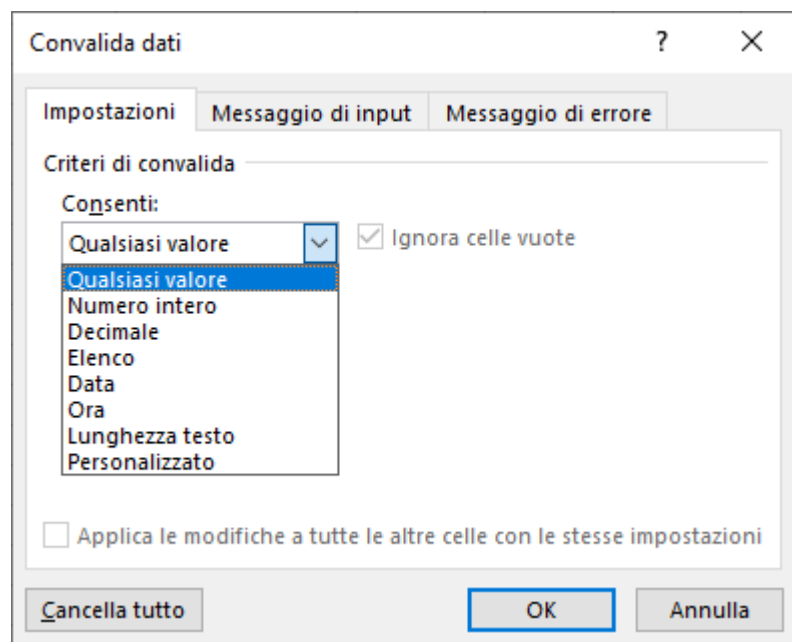 Convalida dati ?
Impostazioni Messaggio di input Messaggio di errore
Criteri di convalida
Consenti:
Qualsiasi valore Ignora celle vuote
Qualsiasi valore
Numero intero
Decimale
Elenco
Data
Ora
Lunghezza testo
Personalizzato
Applica le modifiche a tutte le altre celle con le stesse impostazioni
Cancella tutto OK Annulla